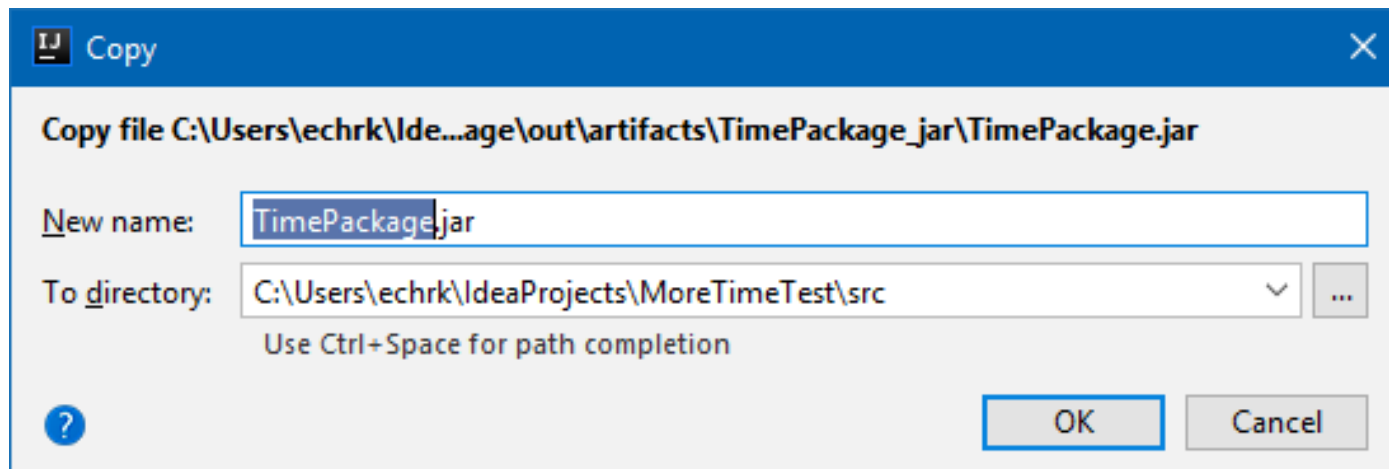 IJ Copy
Copy file C:\Users\echrk\Ide...age\out\artifacts\TimePackage_jar\TimePackage.jar
New name: TimePackage.jar
To directory: C:\Users\echrk\IdeaProjects\MoreTimeTest\src ...
Use Ctrl+Space for path completion
? OK Cancel